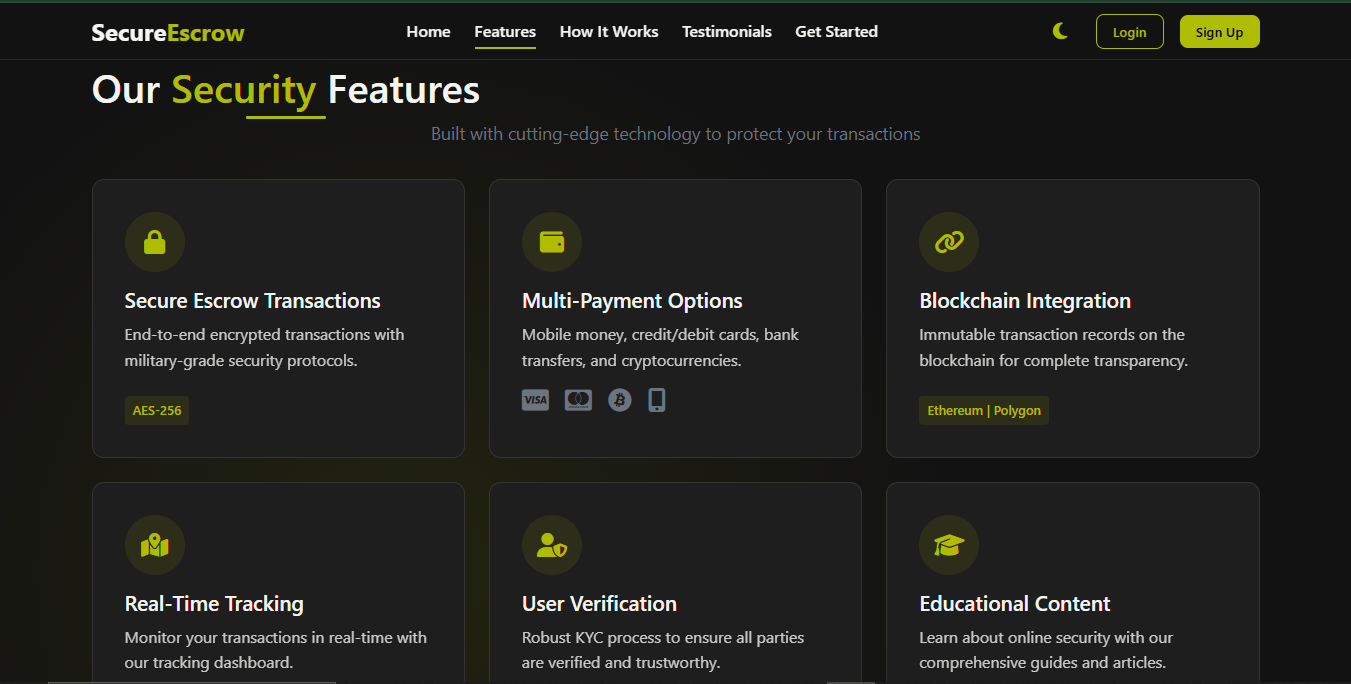 SecureEscrow
Home
Features
How It Works
Testimonials
Get Started
Login
Sign Up
Our Security Features
Built with cutting-edge technology to protect your transactions
Secure Escrow Transactions
End-to-end encrypted transactions with
military-grade security protocols.
AES-256
Multi-Payment Options
Mobile money, credit/debit cards, bank
transfers, and cryptocurrencies.
VISA
Blockchain Integration
Immutable transaction records on the
blockchain for complete transparency.
Ethereum | Polygon
Real-Time Tracking
Monitor your transactions in real-time with
our tracking dashboard.
User Verification
Robust KYC process to ensure all parties
are verified and trustworthy.
Educational Content
Learn about online security with our
comprehensive guides and articles.